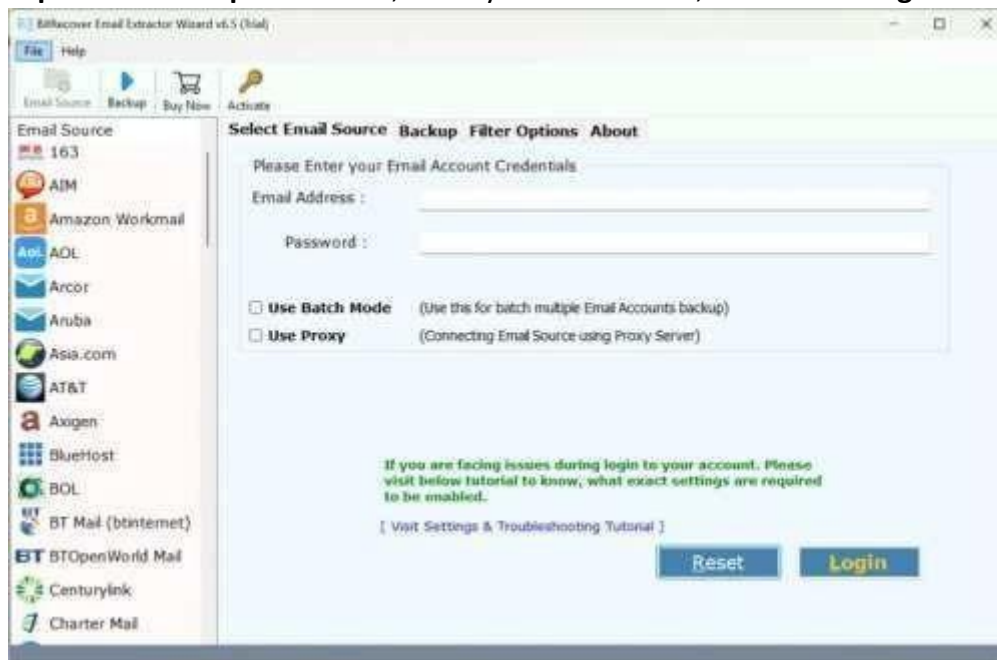 BitRecover Email Extractor Wizard v6.5 (Trial)
File Help
Email Source Backup Buy Now Activate
Email Source
163
AIM
Amazon Workmail
AOL
Arcor
Aruba
Asia.com
AT&T
Axigen
BlueHost
BOL
BT Mail (btinternet)
BTOpenWorld Mail
Centurylink
Charter Mail
Select Email Source Backup Filter Options About
Please Enter your Email Account Credentials
Email Address :
Password :
Use Batch Mode (Use this for batch multiple Email Accounts backup)
Use Proxy (Connecting Email Source using Proxy Server)
If you are facing issues during login to your account. Please
visit below tutorial to know, what exact settings are required
to be enabled.
[ Visit Settings & Troubleshooting Tutorial ]
Reset Login